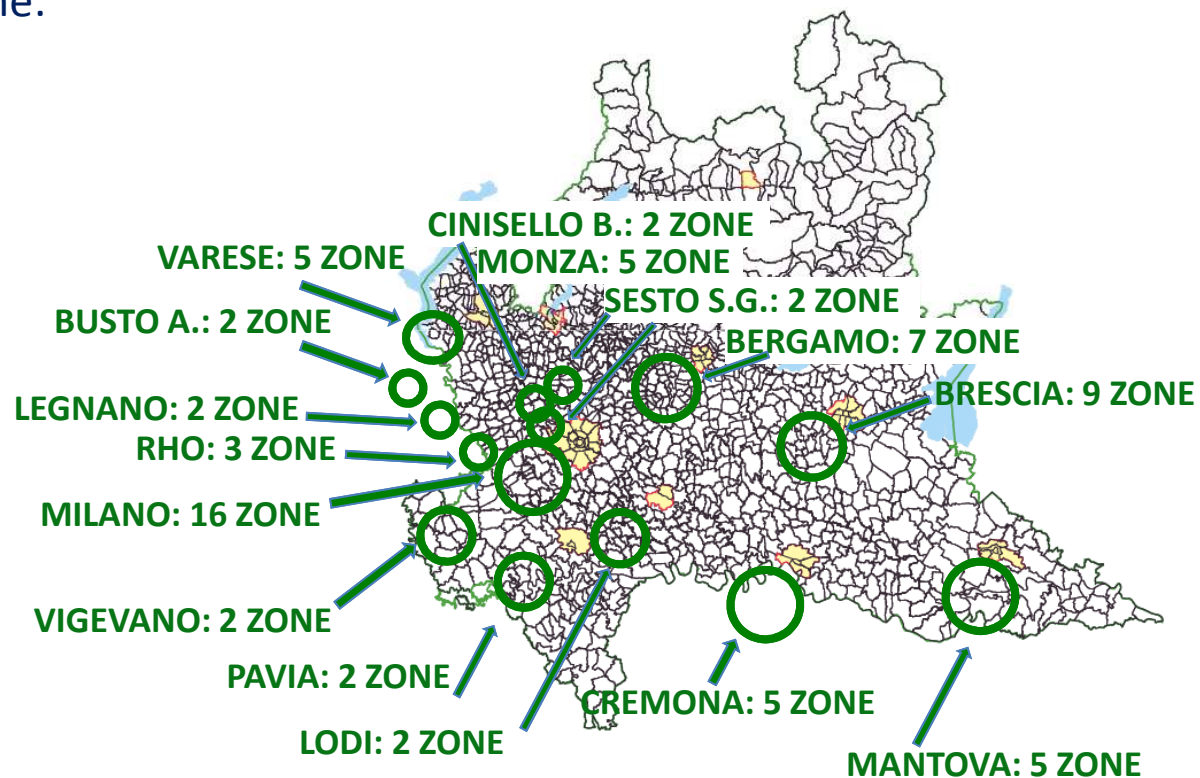 ne:
CINISELLO B.: 2 ZONE
VARESE: 5 ZONE
MONZA: 5 ZONE
SESTO S.G.: 2 ZONE
BUSTO A.: 2 ZONE
BERGAMO: 7 ZONE
BRESCIA: 9 ZONE
LEGNANO: 2 ZONE
RHO: 3 ZONE
MILANO: 16 ZONE
VIGEVANO: 2 ZONE
PAVIA: 2 ZONE
CREMONA: 5 ZONE
LODI: 2 ZONE
MANTOVA: 5 ZONE